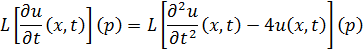 L[∂u/∂t (x,t)](p) = L[∂²u/∂t² (x,t) − 4u(x,t)](p)